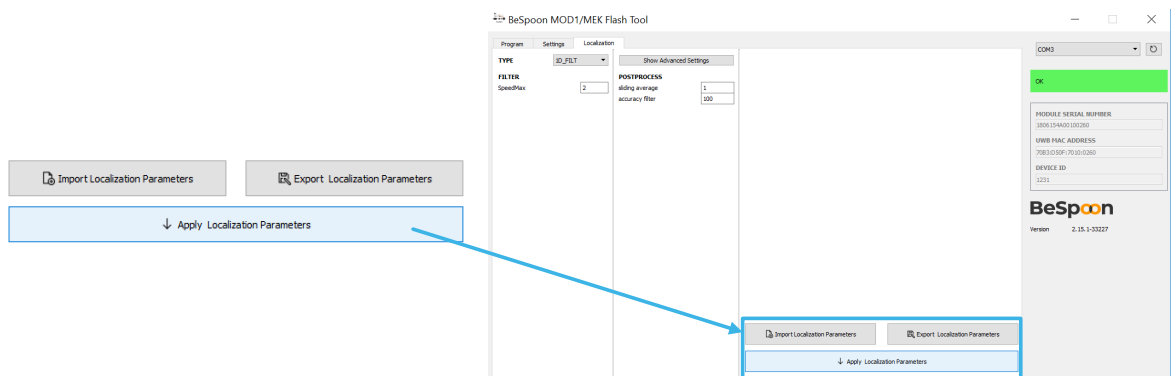 BeSpoon MOD1/MEK Flash Tool
Program Settings Localization
TYPE 1D_FILT
FILTER
SpeedMax 2
Show Advanced Settings
POSTPROCESS
sliding average 1
accuracy filter 100
Import Localization Parameters Export Localization Parameters
↓ Apply Localization Parameters
Import Localization Parameters Export Localization Parameters
↓ Apply Localization Parameters
COM3
OK
MODULE SERIAL NUMBER
1806154A00100260
UWB MAC ADDRESS
70B3:D50F:7010:0260
DEVICE ID
1231
BeSpoon
Version 2.15.1-33227